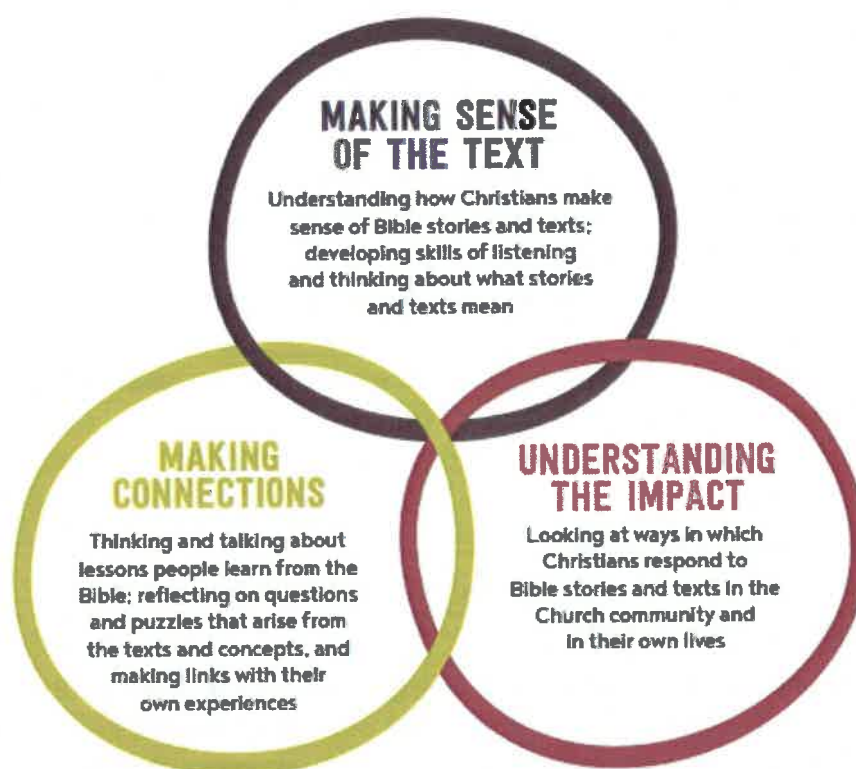 MAKING SENSE
OF THE TEXT
Understanding how Christians make
sense of Bible stories and texts;
developing skills of listening
and thinking about what stories
and texts mean
MAKING
CONNECTIONS
Thinking and talking about
lessons people learn from the
Bible; reflecting on questions
and puzzles that arise from
the texts and concepts, and
making links with their
own experiences
UNDERSTANDING
THE IMPACT
Looking at ways in which
Christians respond to
Bible stories and texts in the
Church community and
in their own lives